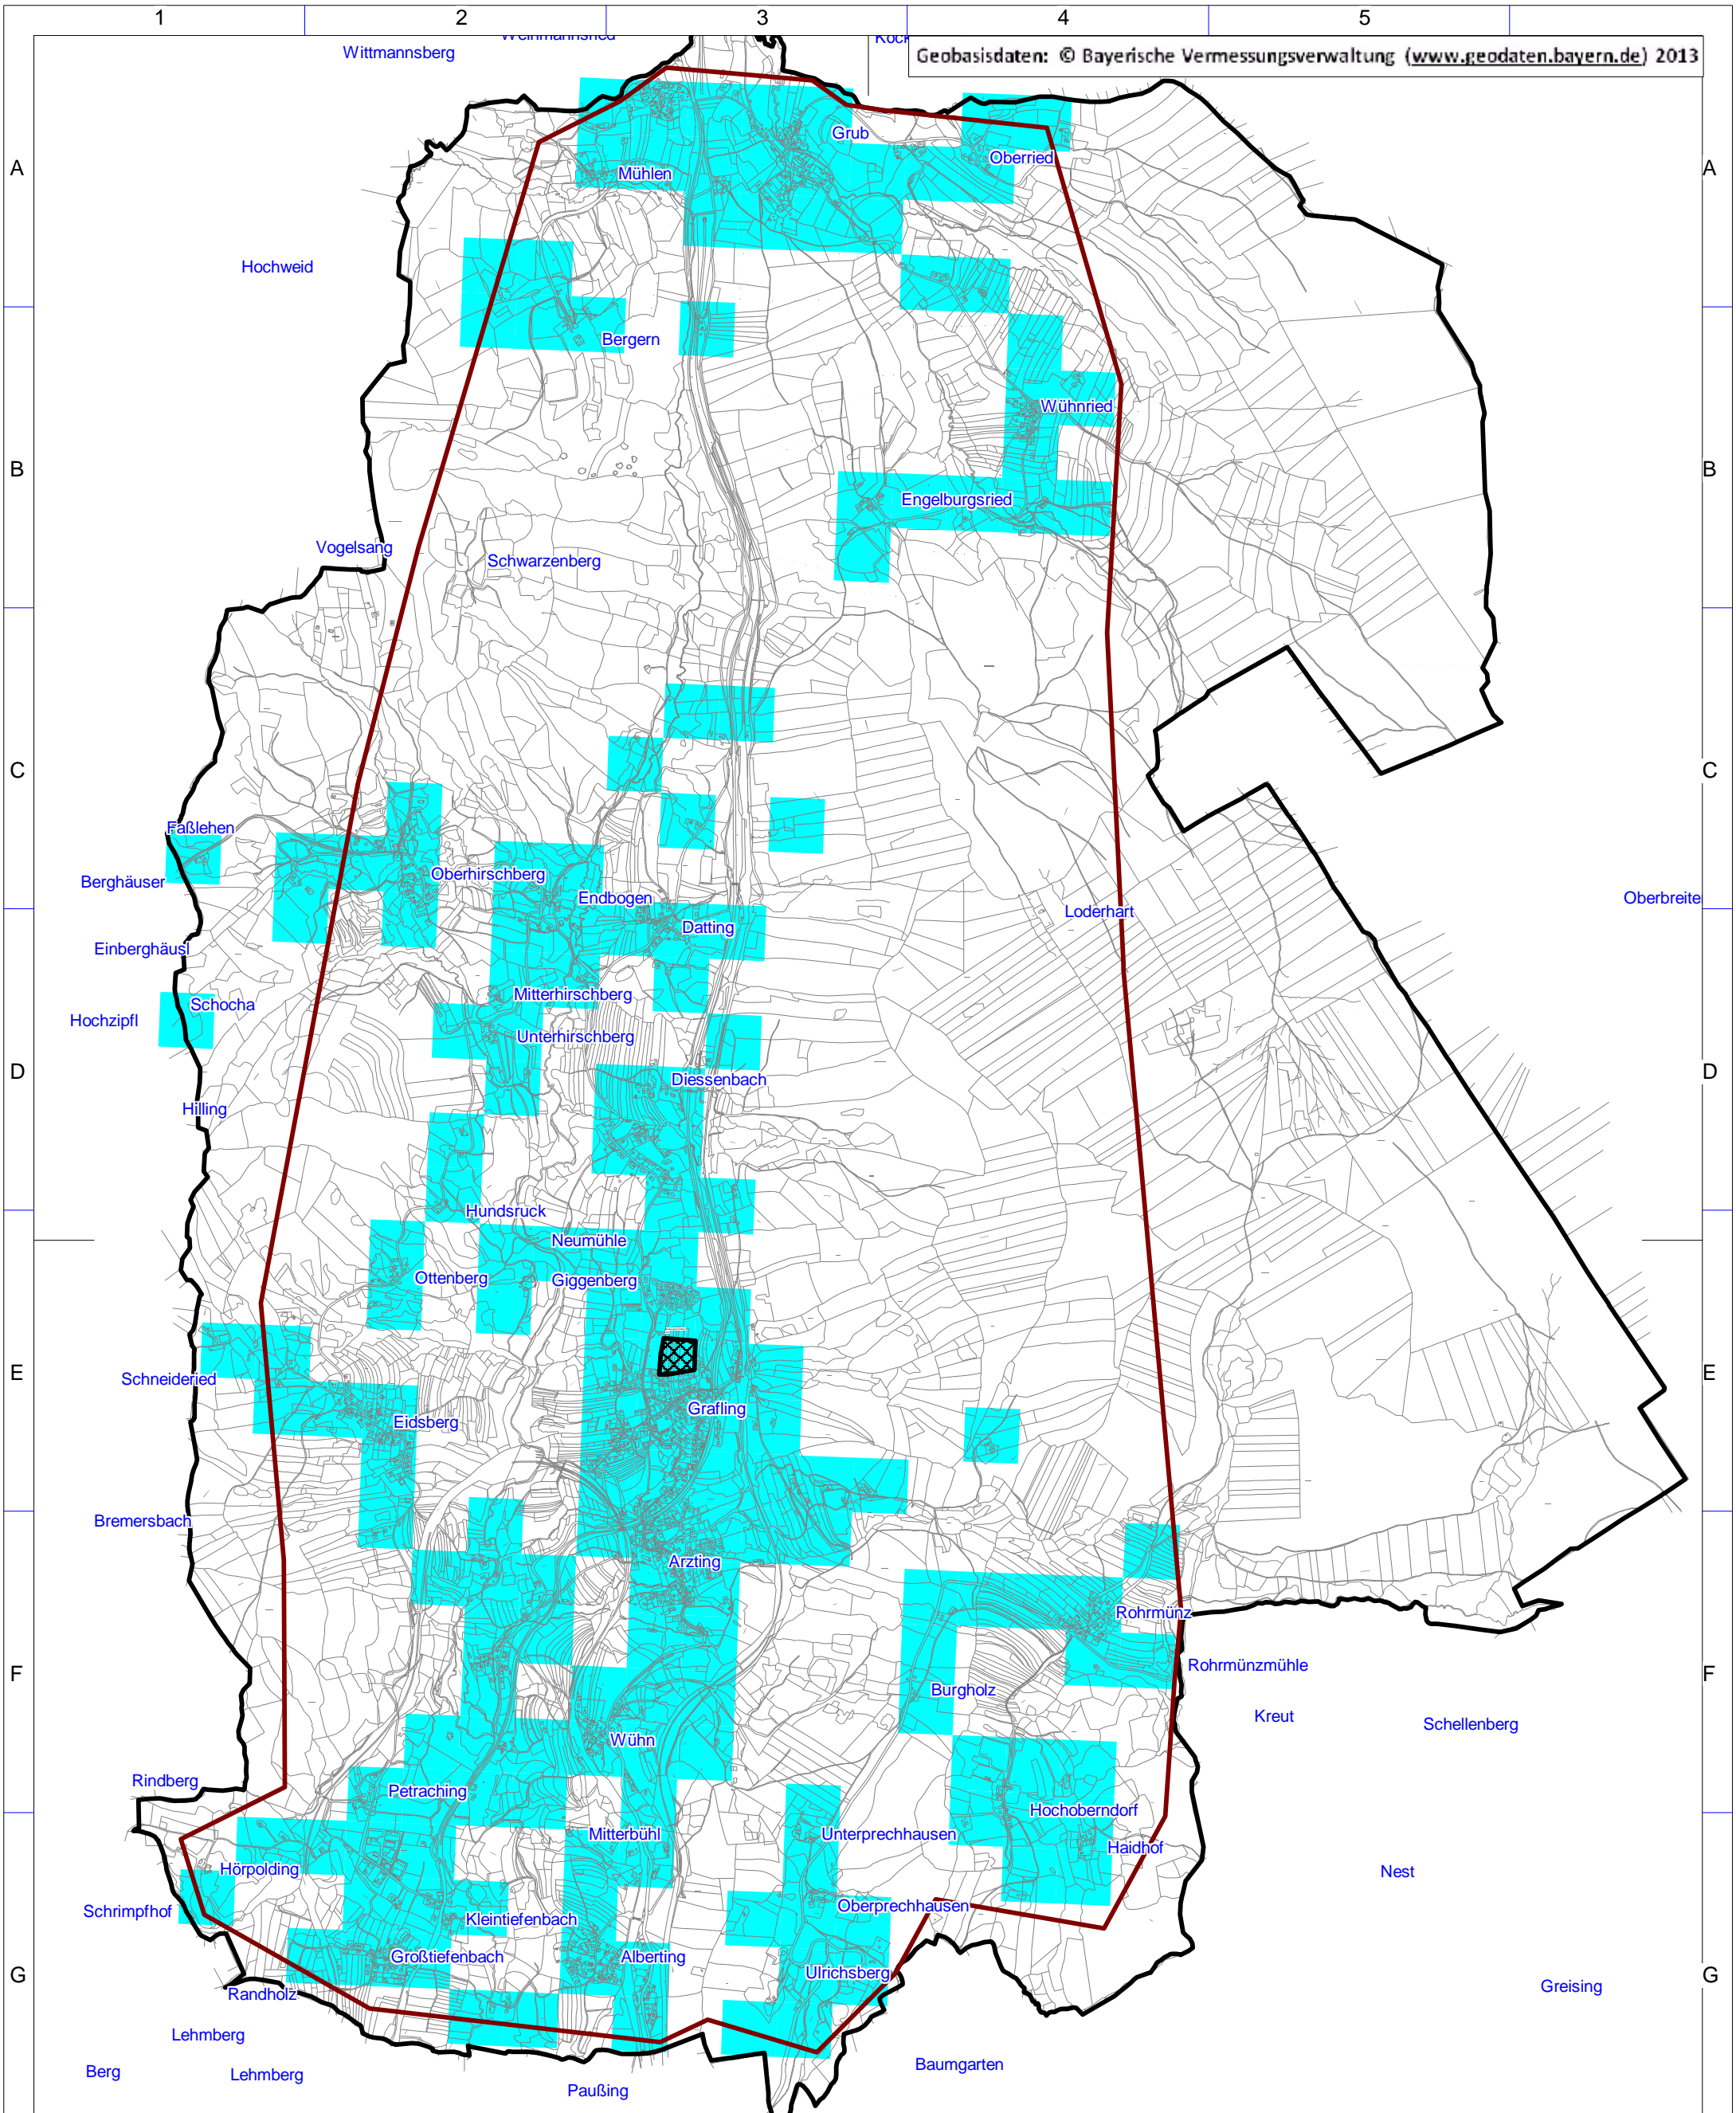 1 2 3 4 5
Wittmannsberg
Weihmannsried
Geobasisdaten: © Bayerische Vermessungsverwaltung (www.geodaten.bayern.de) 2013
Grub
Oberried
A A
Mühlen
Hochweid
Bergern
Wühnried
B B
Engelburgsried
Vogelsang
Schwarzenberg
C C
Faßlehen
Oberhirschberg
Berghäuser
Endbogen
Oberbreite
Loderhart
Datting
Einberghäusl
Mitterhirschberg
Schocha
Hochzipfl
Unterhirschberg
D D
Diessenbach
Hilling
Hundsruck
Neumühle
Ottenberg
Giggenberg
E E
Schneideried
Grafling
Eidsberg
Bremersbach
Arzting
Rohrmünz
Rohrmünzmühle
F F
Burgholz
Kreut
Schellenberg
Wühn
Rindberg
Petraching
Hochoberndorf
Mitterbühl
Unterprechhausen
Haidhof
Hörpolding
Nest
Oberprechhausen
Schrimpfhof
Kleintiefenbach
Großtiefenbach
Alberting
Ulrichsberg
G G
Greising
Randholz
Lehmberg
Baumgarten
Berg
Lehmberg
Paußing